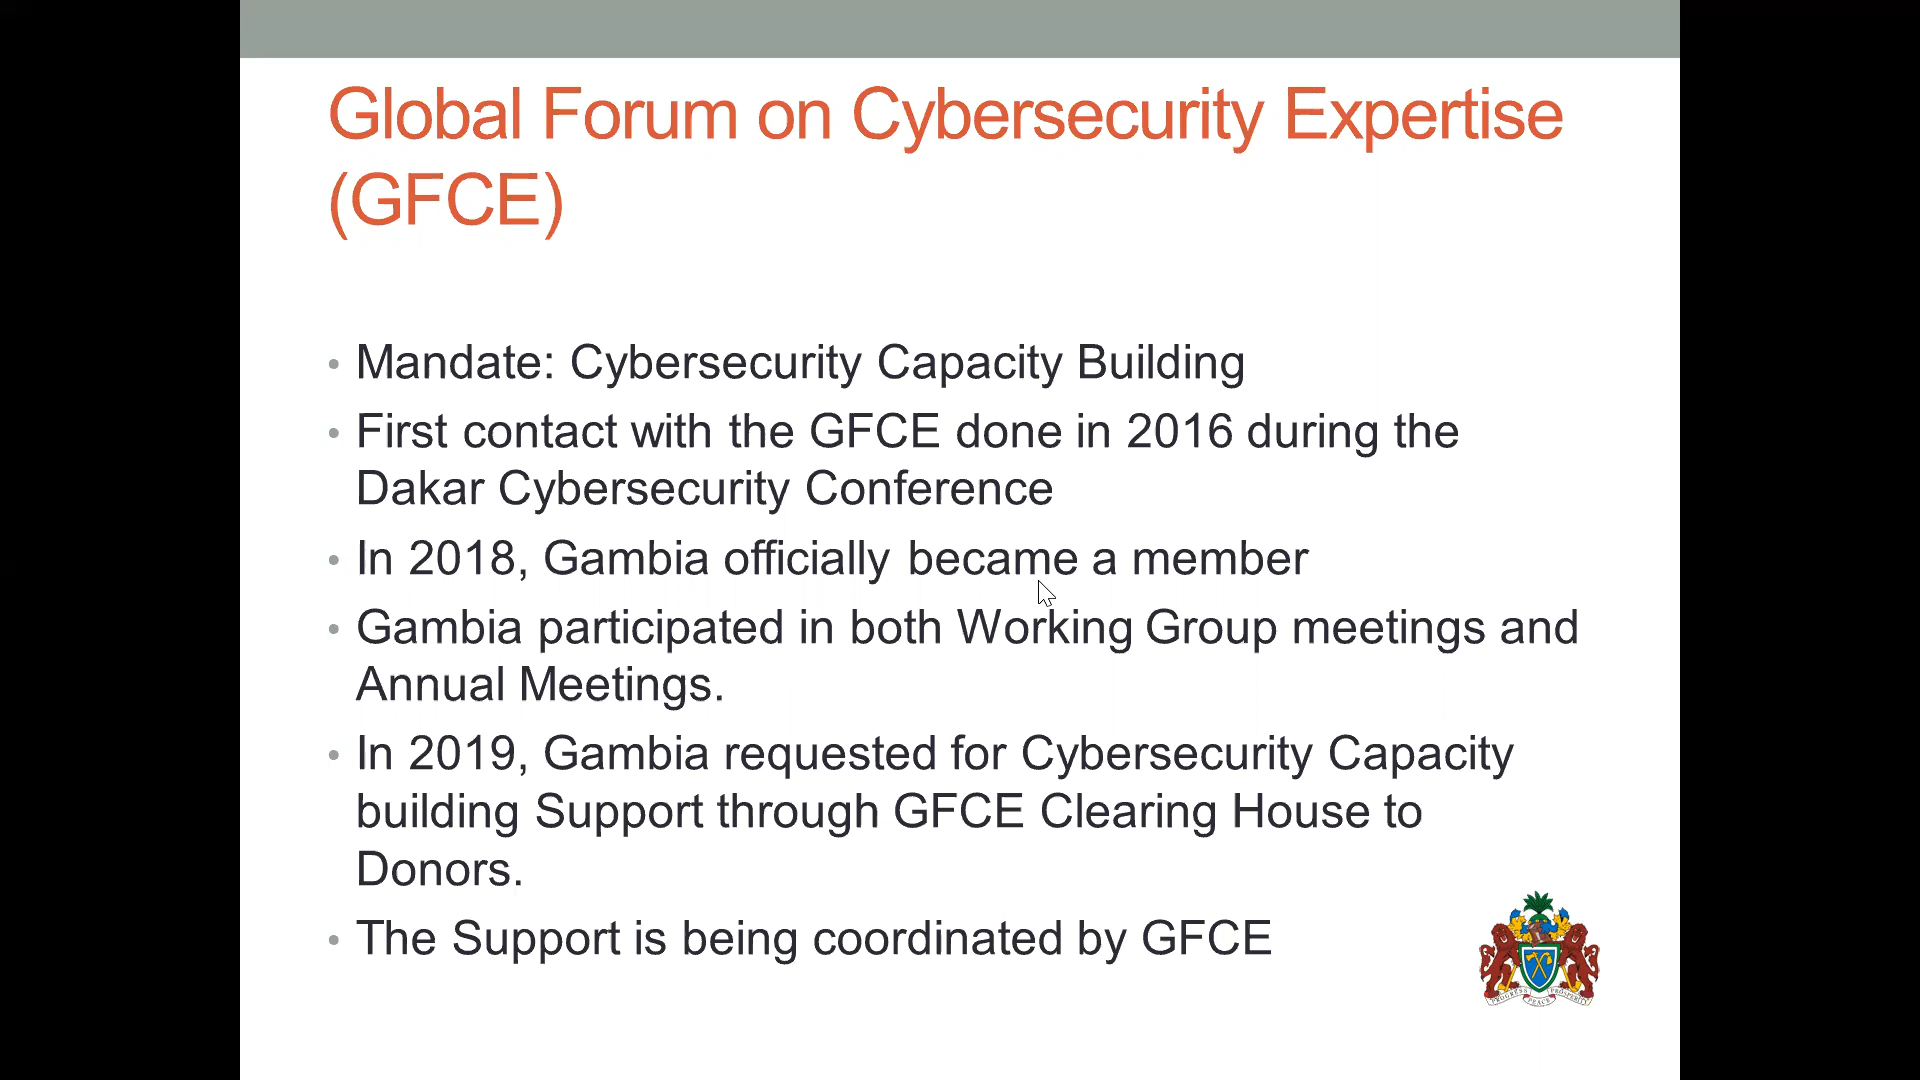 Global Forum on Cybersecurity Expertise
(GFCE)
• Mandate: Cybersecurity Capacity Building
• First contact with the GFCE done in 2016 during the
Dakar Cybersecurity Conference
• In 2018, Gambia officially became a member
• Gambia participated in both Working Group meetings and
Annual Meetings.
• In 2019, Gambia requested for Cybersecurity Capacity
building Support through GFCE Clearing House to
Donors.
• The Support is being coordinated by GFCE
PROGRESS PEACE PROSPERITY